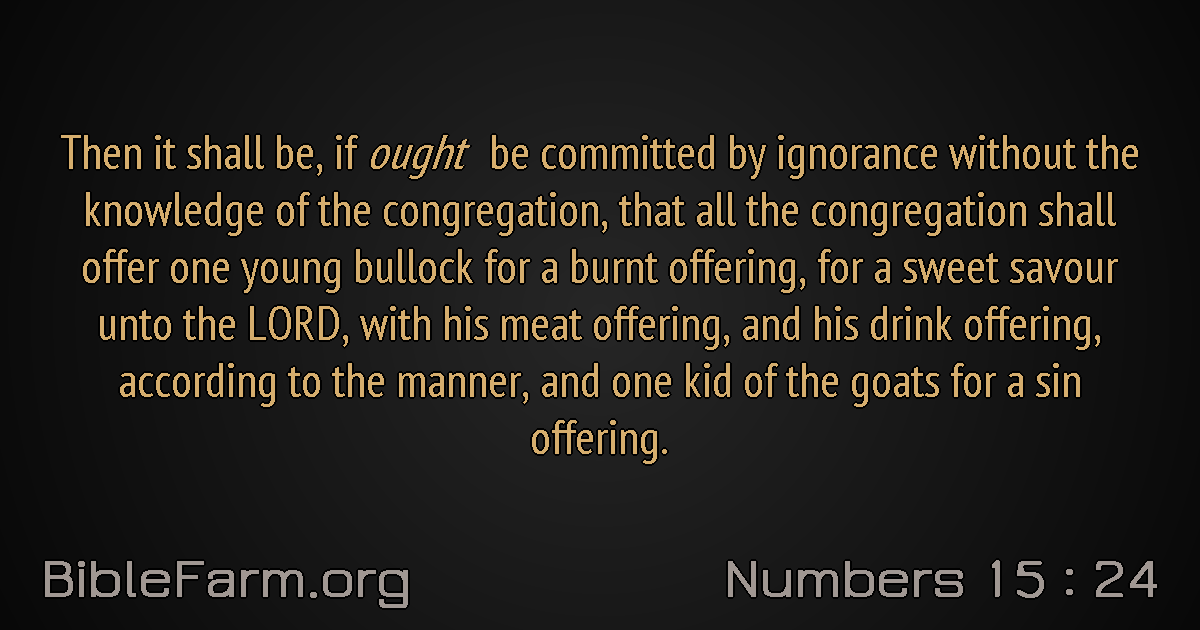 Then it shall be, if ought be committed by ignorance without the
knowledge of the congregation, that all the congregation shall
offer one young bullock for a burnt offering, for a sweet savour
unto the LORD, with his meat offering, and his drink offering,
according to the manner, and one kid of the goats for a sin
offering.
BibleFarm.org
Numbers 15 : 24